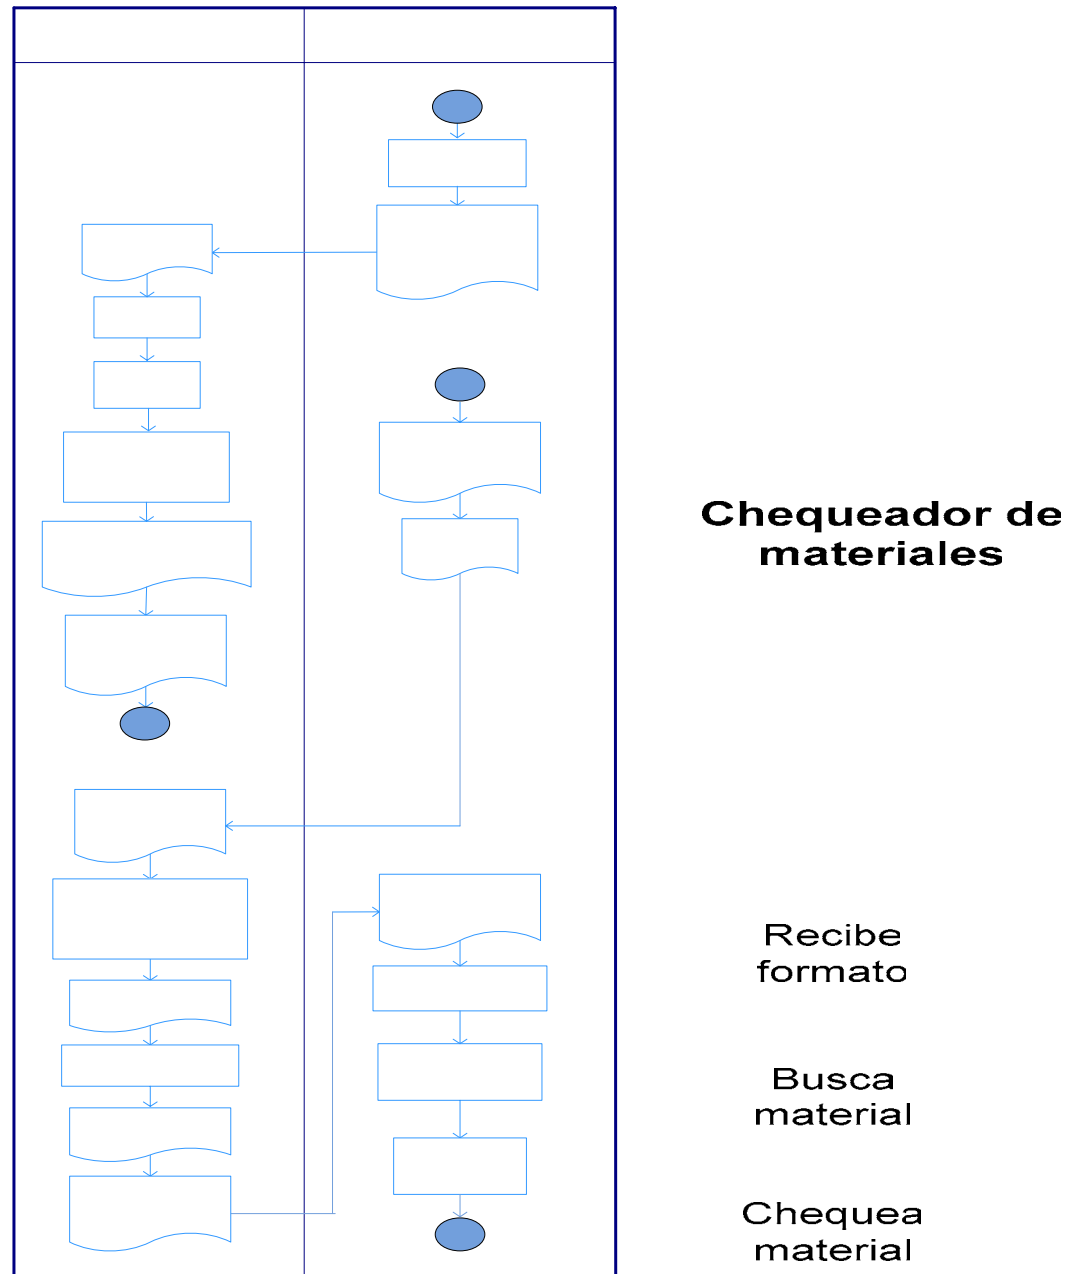 Chequeador de
materiales
Recibe
formato
Busca
material
Chequea
material